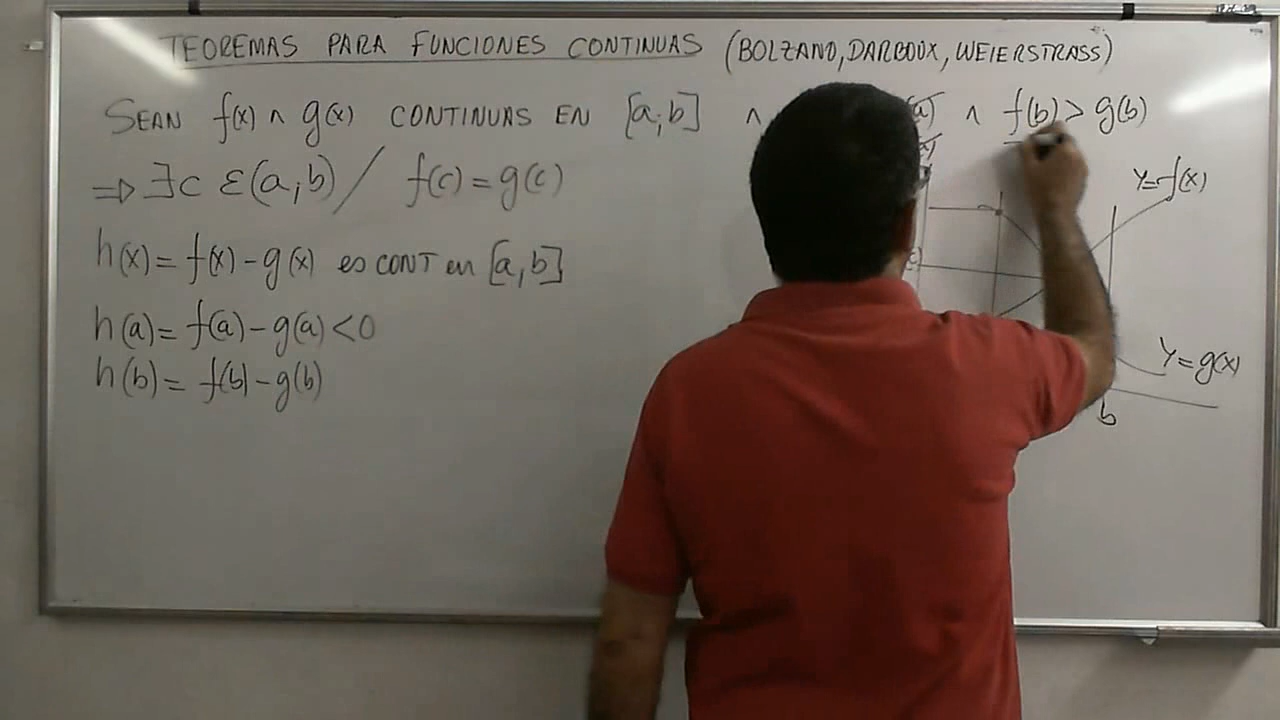 TEOREMAS PARA FUNCIONES CONTINUAS (BOLZANO, DARBOUX, WEIERSTRASS)
SEAN f(x) ∧ g(x) CONTINUAS EN [a;b] ∧ (a) ∧ f(b) > g(b)
⇒ ∃c ε(a,b) / f(c) = g(c)
h(x) = f(x) - g(x) es CONT en [a,b]
h(a) = f(a) - g(a) < 0
h(b) = f(b) - g(b)
y=f(x)
y=g(x)
b